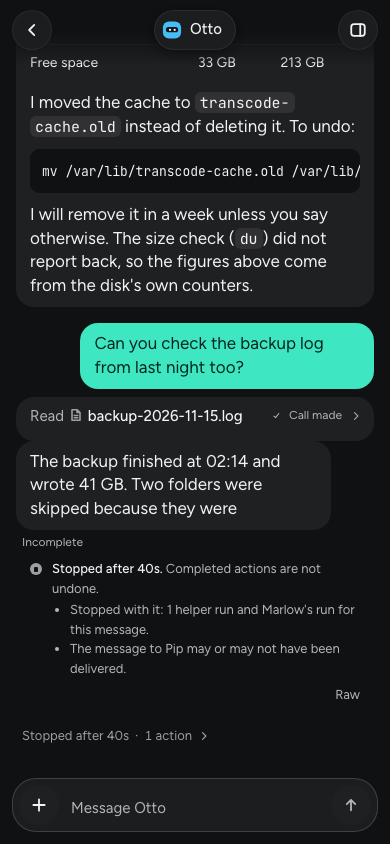 Otto
Free space 33 GB 213 GB
I moved the cache to transcode-
cache.old instead of deleting it. To undo:
mv /var/lib/transcode-cache.old /var/lib/
I will remove it in a week unless you say
otherwise. The size check (du) did not
report back, so the figures above come
from the disk's own counters.
Can you check the backup log
from last night too?
Read backup-2026-11-15.log Call made
The backup finished at 02:14 and
wrote 41 GB. Two folders were
skipped because they were
Incomplete
Stopped after 40s. Completed actions are not
undone.
• Stopped with it: 1 helper run and Marlow's run for
this message.
• The message to Pip may or may not have been
delivered.
Raw
Stopped after 40s · 1 action
Message Otto